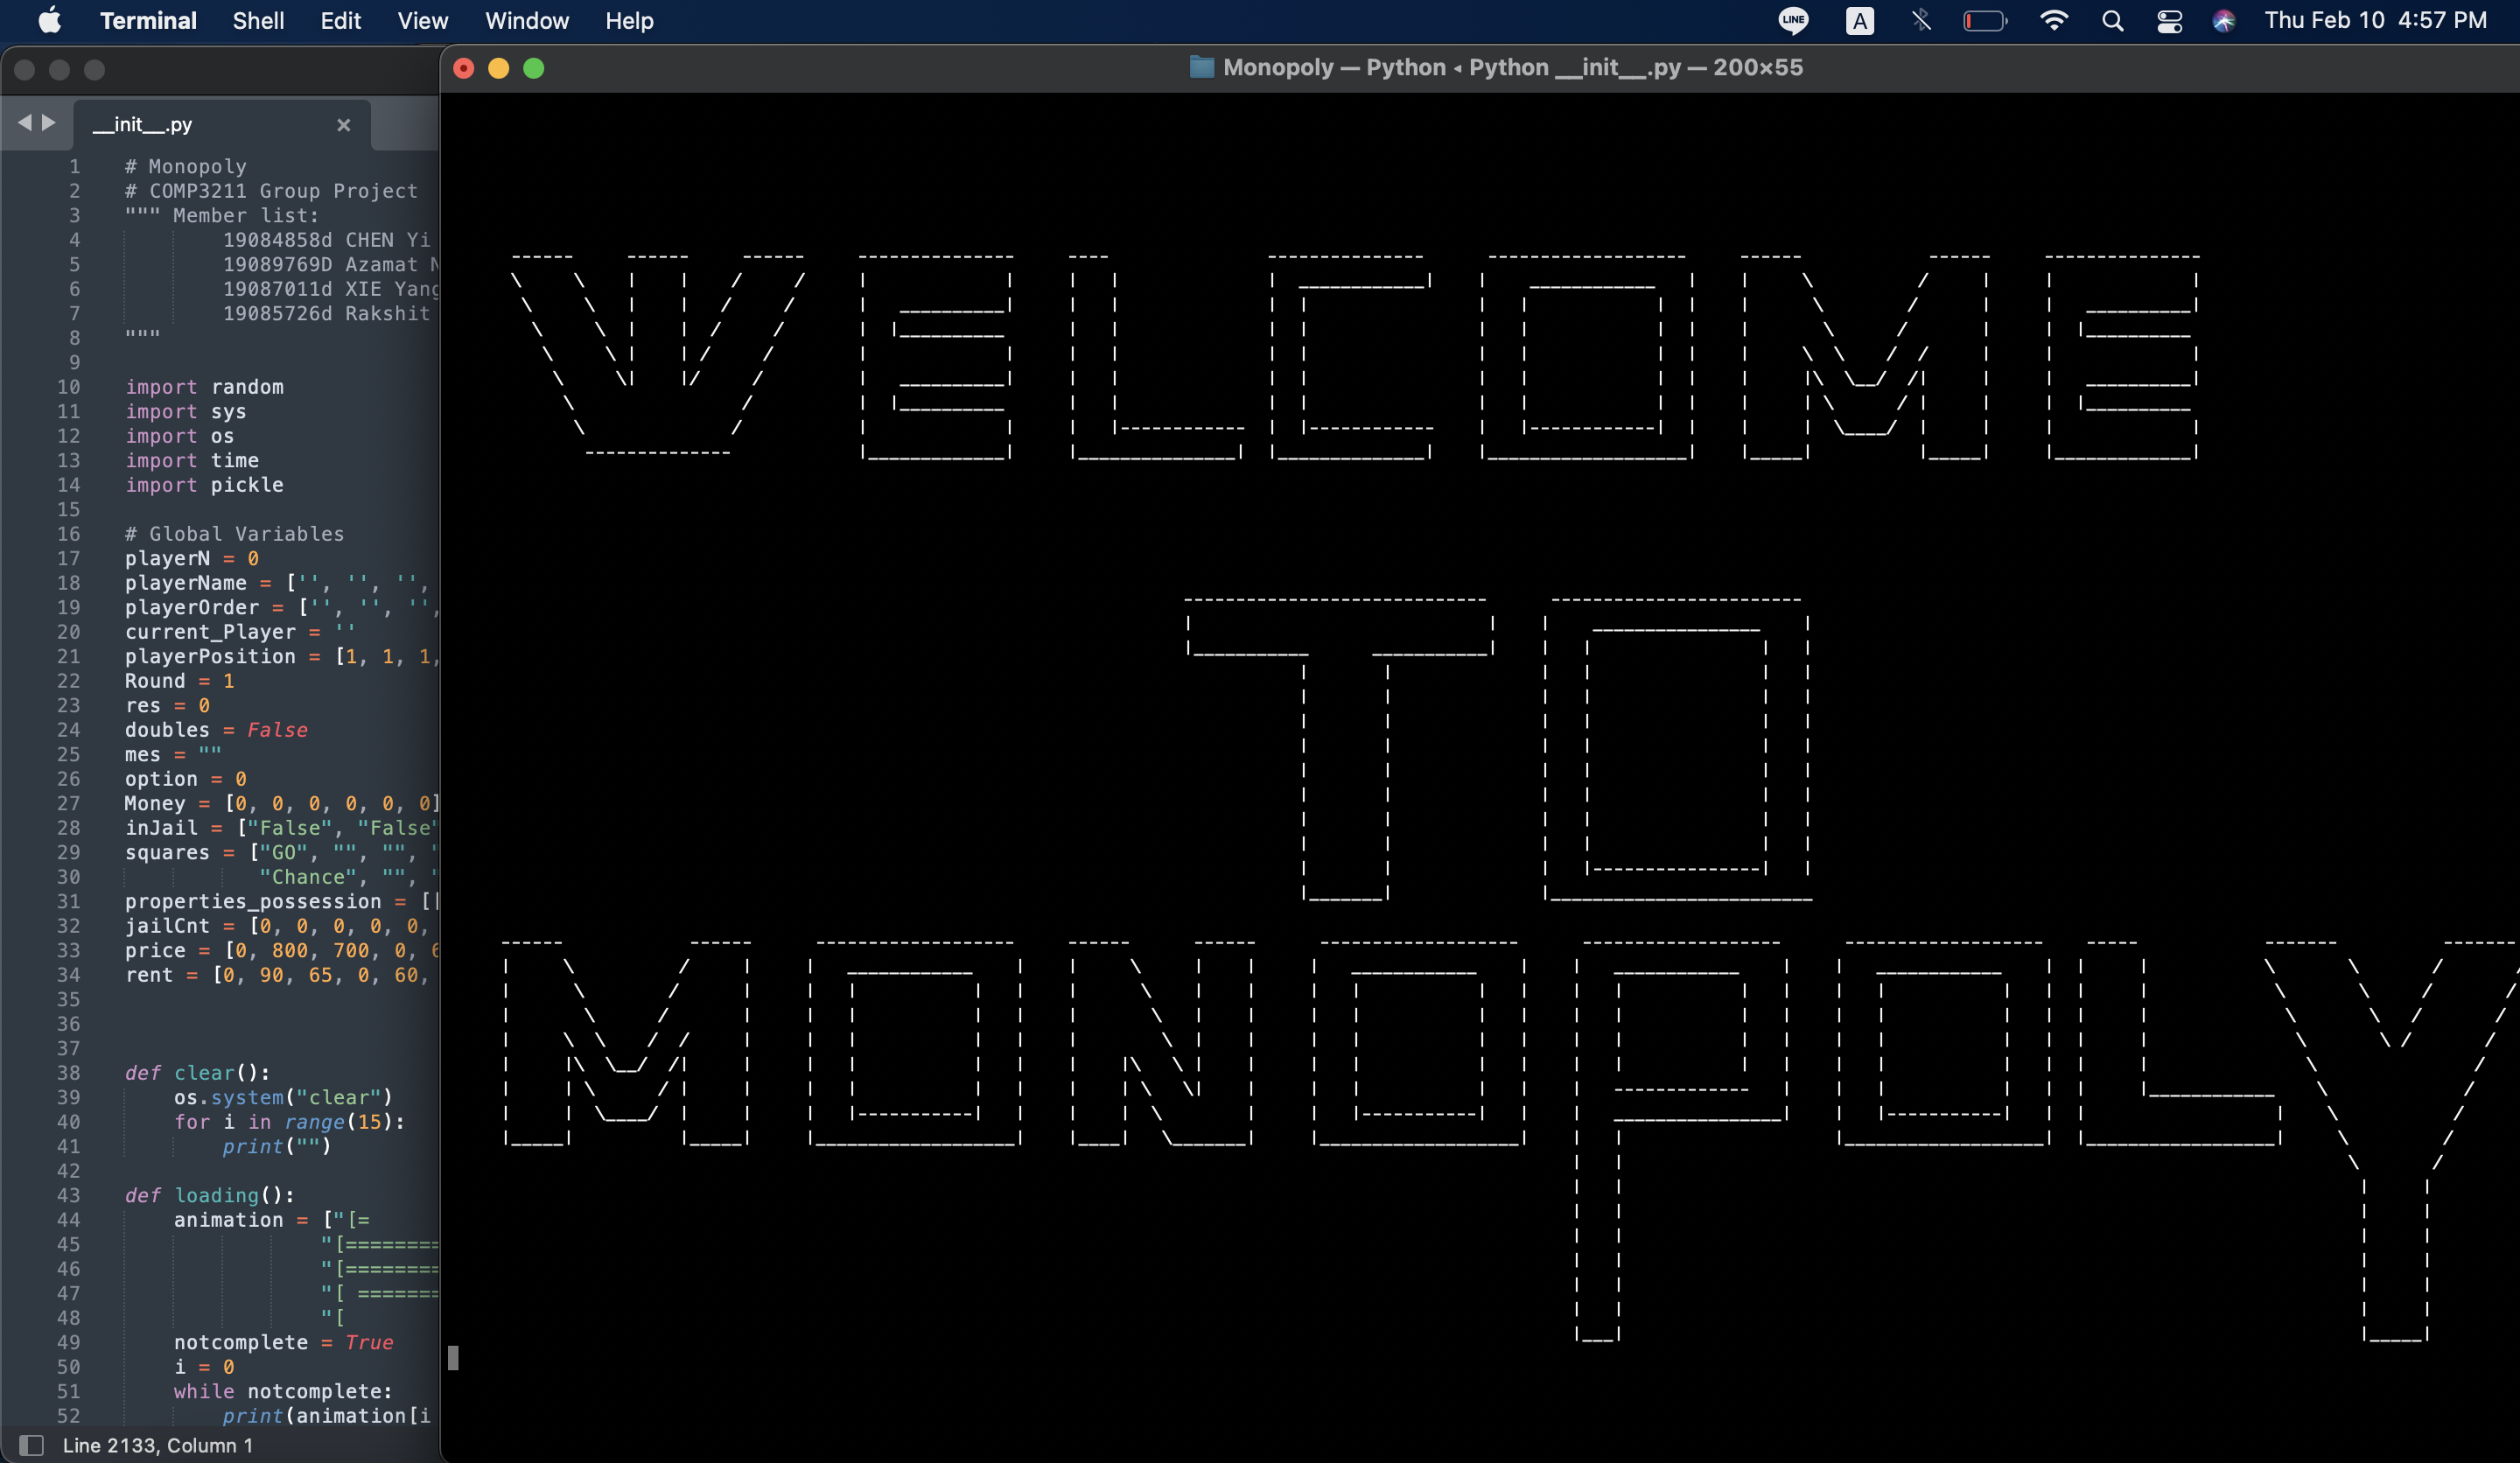 Terminal Shell Edit View Window Help LINE A Thu Feb 10 4:57 PM
Monopoly — Python ◂ Python __init__.py — 200×55
__init__.py ×
1 # Monopoly
2 # COMP3211 Group Project
3 """ Member list:
4 19084858d CHEN Yi
5 19089769D Azamat
6 19087011d XIE Yang
7 19085726d Rakshit
8 """
9
10 import random
11 import sys
12 import os
13 import time
14 import pickle
15
16 # Global Variables
17 playerN = 0
18 playerName = ['', '', '',
19 playerOrder = ['', '', '',
20 current_Player = ''
21 playerPosition = [1, 1, 1,
22 Round = 1
23 res = 0
24 doubles = False
25 mes = ""
26 option = 0
27 Money = [0, 0, 0, 0, 0, 0]
28 inJail = ["False", "False"
29 squares = ["GO", "", "", "
30 "Chance", "", "
31 properties_possession = [[
32 jailCnt = [0, 0, 0, 0, 0,
33 price = [0, 800, 700, 0, 6
34 rent = [0, 90, 65, 0, 60,
35
36
37
38 def clear():
39 os.system("clear")
40 for i in range(15):
41 print("")
42
43 def loading():
44 animation = ["[=
45 "[========
46 "[========
47 "[ =======
48 "[
49 notcomplete = True
50 i = 0
51 while notcomplete:
52 print(animation[i
Line 2133, Column 1
WELCOME
TO
MONOPOLY